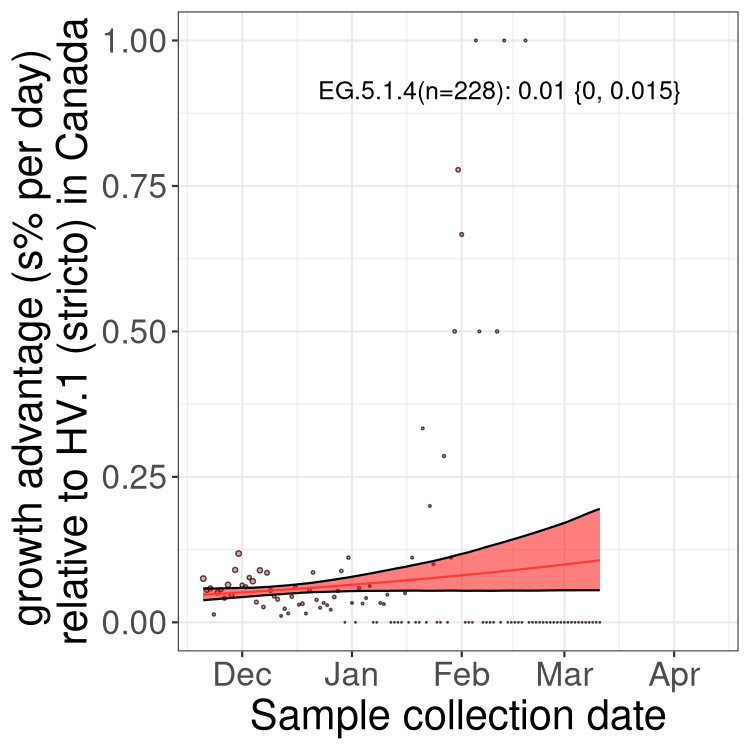 growth advantage (s% per day)
relative to HV.1 (stricto) in Canada
1.00
0.75
0.50
0.25
0.00
EG.5.1.4(n=228): 0.01 {0, 0.015}
Dec Jan Feb Mar Apr
Sample collection date